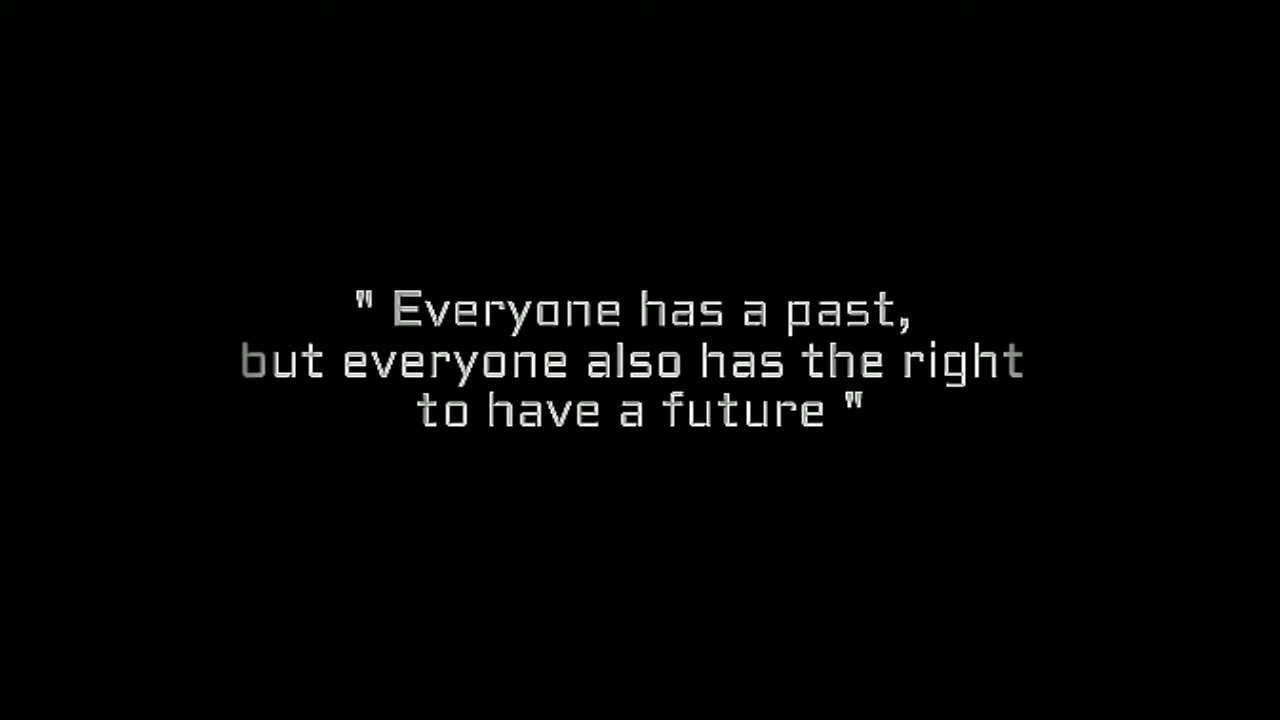 " Everyone has a past,
but everyone also has the right
to have a future "